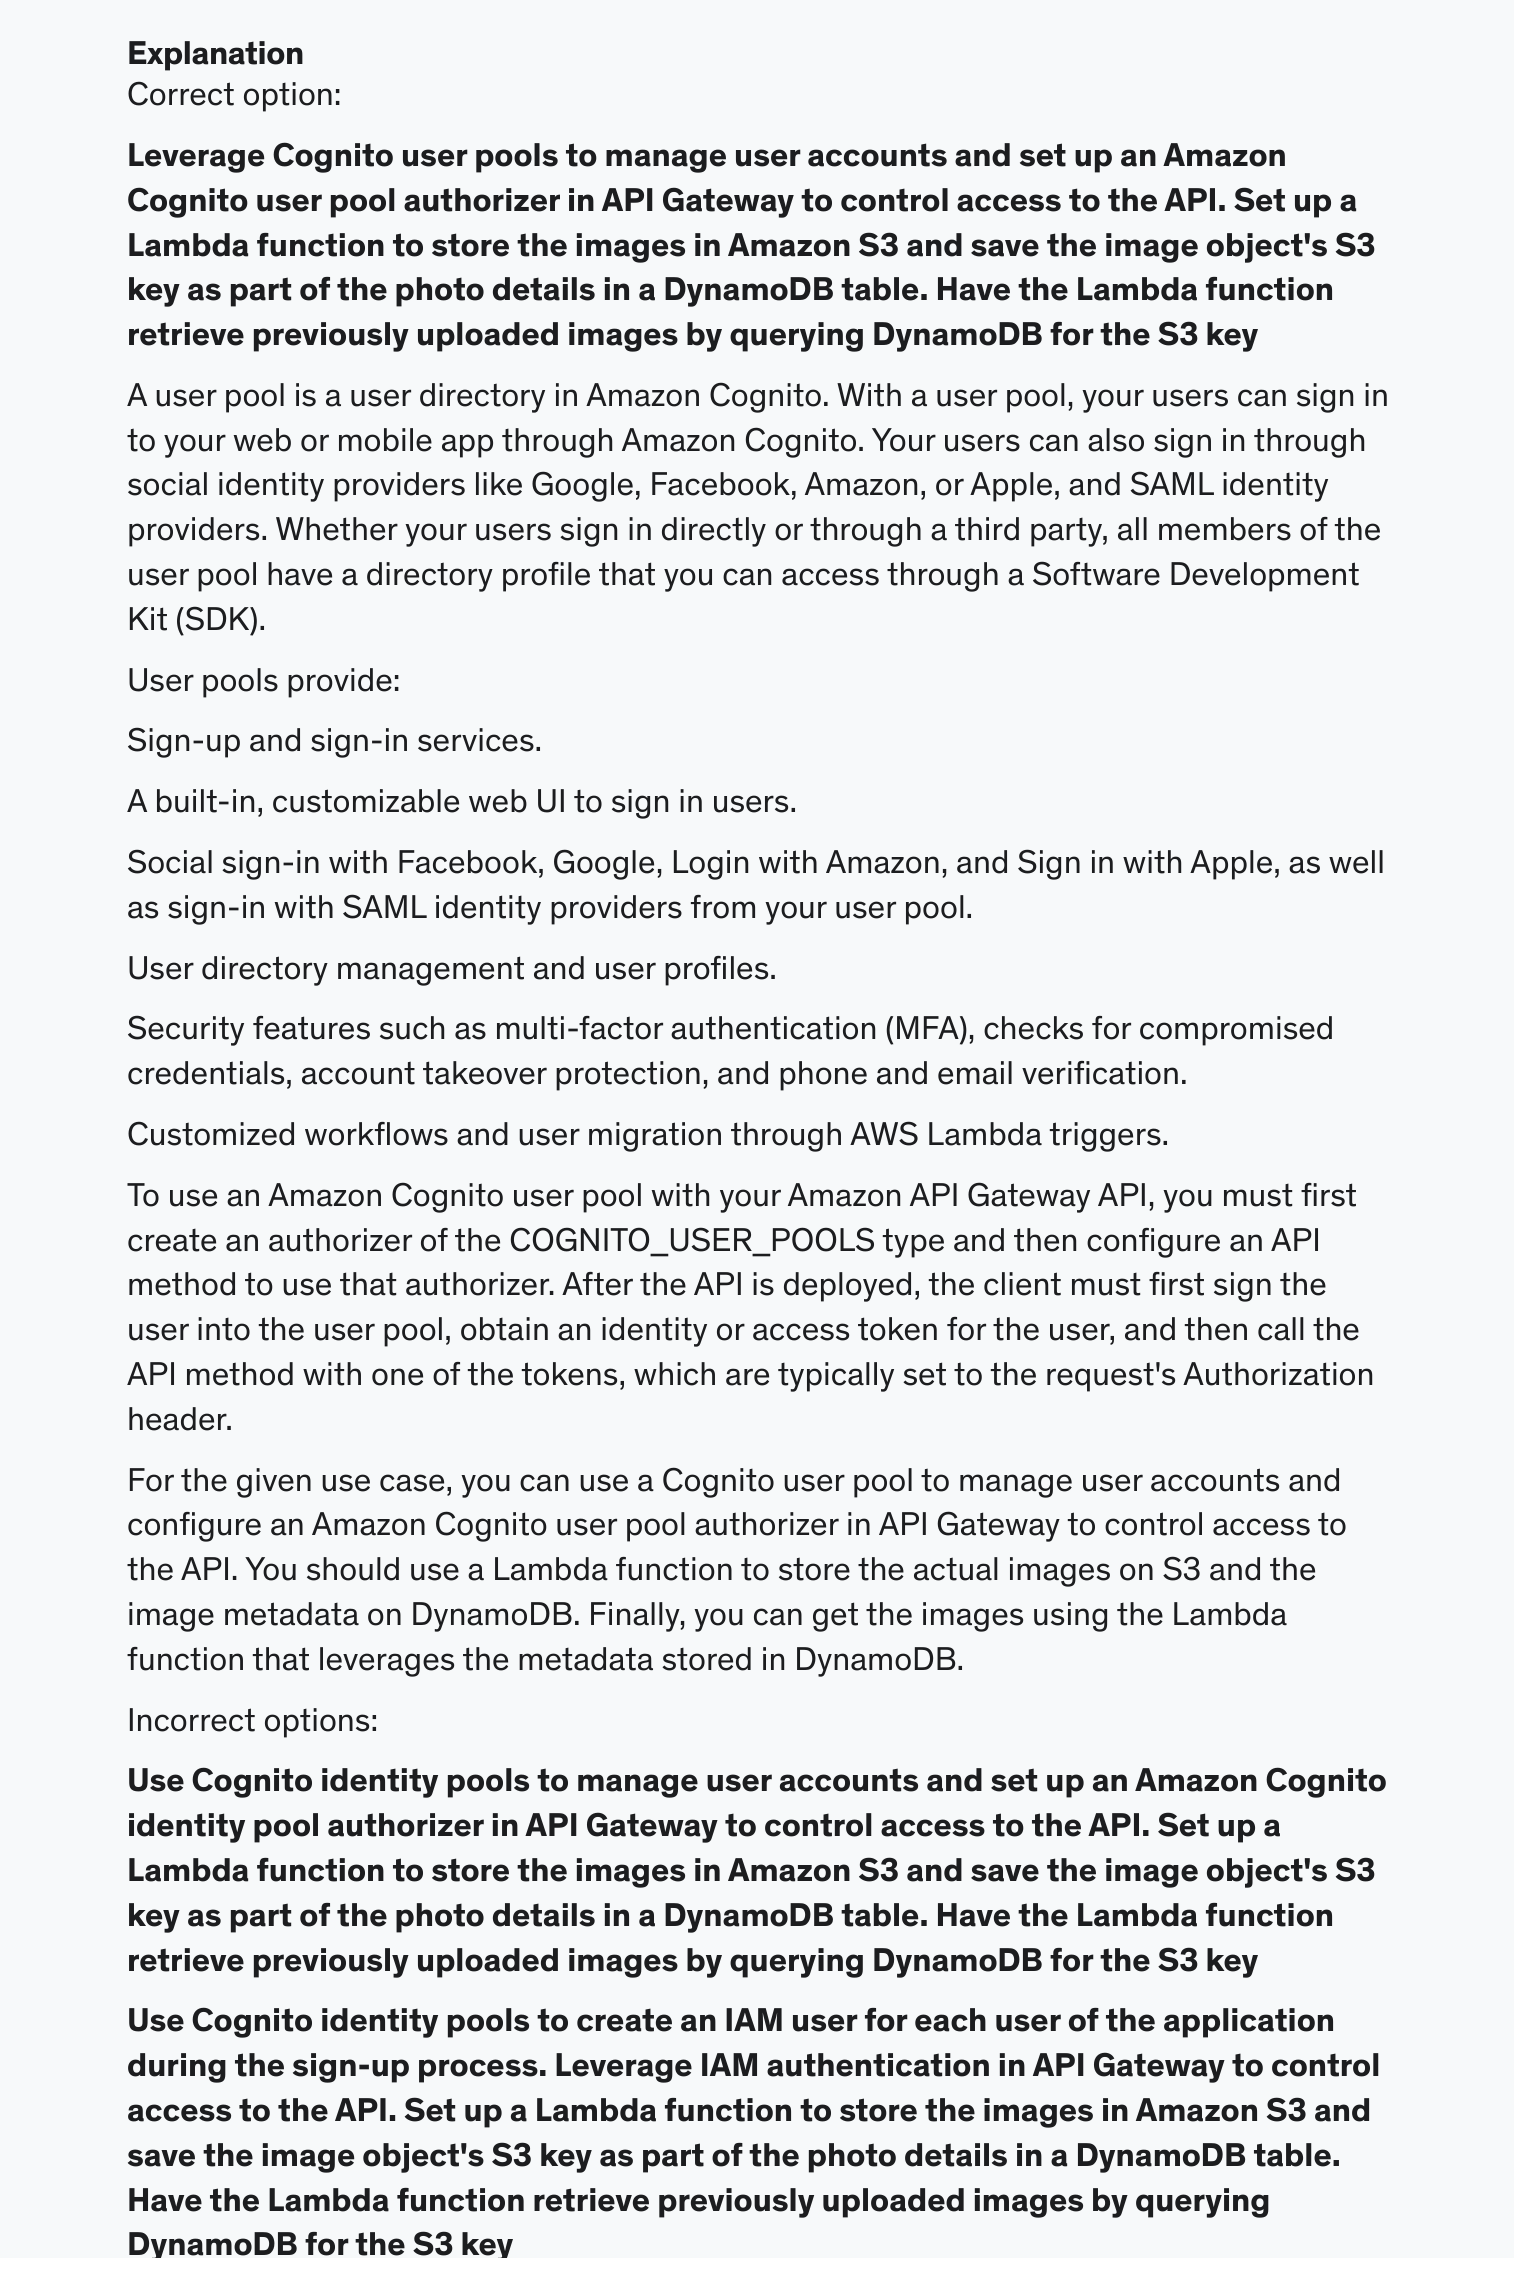 Explanation
Correct option:
Leverage Cognito user pools to manage user accounts and set up an Amazon
Cognito user pool authorizer in API Gateway to control access to the API. Set up a
Lambda function to store the images in Amazon S3 and save the image object's S3
key as part of the photo details in a DynamoDB table. Have the Lambda function
retrieve previously uploaded images by querying DynamoDB for the S3 key
A user pool is a user directory in Amazon Cognito. With a user pool, your users can sign in
to your web or mobile app through Amazon Cognito. Your users can also sign in through
social identity providers like Google, Facebook, Amazon, or Apple, and SAML identity
providers. Whether your users sign in directly or through a third party, all members of the
user pool have a directory profile that you can access through a Software Development
Kit (SDK).
User pools provide:
Sign-up and sign-in services.
A built-in, customizable web UI to sign in users.
Social sign-in with Facebook, Google, Login with Amazon, and Sign in with Apple, as well
as sign-in with SAML identity providers from your user pool.
User directory management and user profiles.
Security features such as multi-factor authentication (MFA), checks for compromised
credentials, account takeover protection, and phone and email verification.
Customized workflows and user migration through AWS Lambda triggers.
To use an Amazon Cognito user pool with your Amazon API Gateway API, you must first
create an authorizer of the COGNITO_USER_POOLS type and then configure an API
method to use that authorizer. After the API is deployed, the client must first sign the
user into the user pool, obtain an identity or access token for the user, and then call the
API method with one of the tokens, which are typically set to the request's Authorization
header.
For the given use case, you can use a Cognito user pool to manage user accounts and
configure an Amazon Cognito user pool authorizer in API Gateway to control access to
the API. You should use a Lambda function to store the actual images on S3 and the
image metadata on DynamoDB. Finally, you can get the images using the Lambda
function that leverages the metadata stored in DynamoDB.
Incorrect options:
Use Cognito identity pools to manage user accounts and set up an Amazon Cognito
identity pool authorizer in API Gateway to control access to the API. Set up a
Lambda function to store the images in Amazon S3 and save the image object's S3
key as part of the photo details in a DynamoDB table. Have the Lambda function
retrieve previously uploaded images by querying DynamoDB for the S3 key
Use Cognito identity pools to create an IAM user for each user of the application
during the sign-up process. Leverage IAM authentication in API Gateway to control
access to the API. Set up a Lambda function to store the images in Amazon S3 and
save the image object's S3 key as part of the photo details in a DynamoDB table.
Have the Lambda function retrieve previously uploaded images by querying
DynamoDB for the S3 key